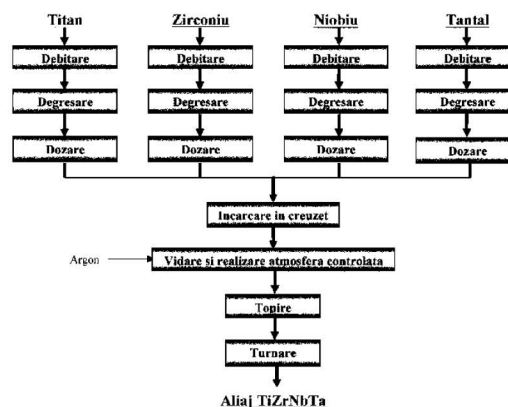 Titan Zirconiu Niobiu Tantal
Debitare Debitare Debitare Debitare
Degresare Degresare Degresare Degresare
Dozare Dozare Dozare Dozare
Incarcare in creuzet
Argon Vidare si realizare atmosfera controlata
Topire
Turnare
Aliaj TiZrNbTa